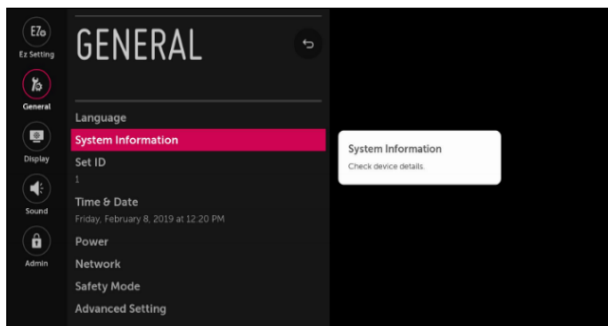 EZ
Ez Setting
General
Display
Sound
Admin
GENERAL
Language
System Information
Set ID
1
Time & Date
Friday, February 8, 2019 at 12:20 PM
Power
Network
Safety Mode
Advanced Setting
System Information
Check device details.